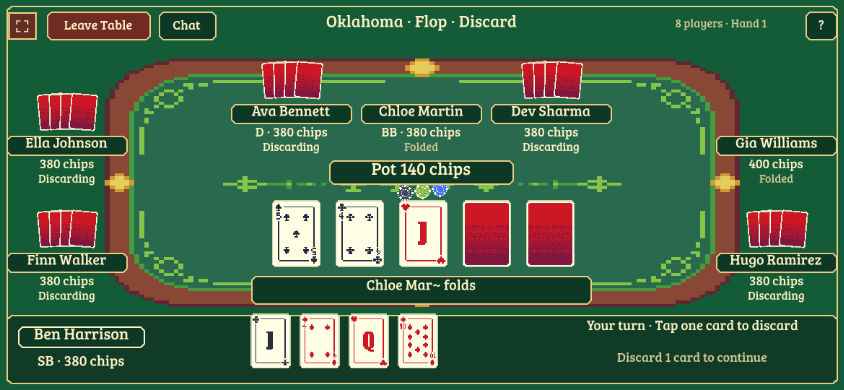 Leave Table
Chat
Oklahoma · Flop · Discard
8 players · Hand 1
?
Ava Bennett
D · 380 chips
Discarding
Chloe Martin
BB · 380 chips
Folded
Dev Sharma
380 chips
Discarding
Ella Johnson
380 chips
Discarding
Gia Williams
400 chips
Folded
Pot 140 chips
J
Finn Walker
380 chips
Discarding
Hugo Ramirez
380 chips
Discarding
Chloe Mar~ folds
Ben Harrison
SB · 380 chips
J
Q
Your turn · Tap one card to discard
Discard 1 card to continue